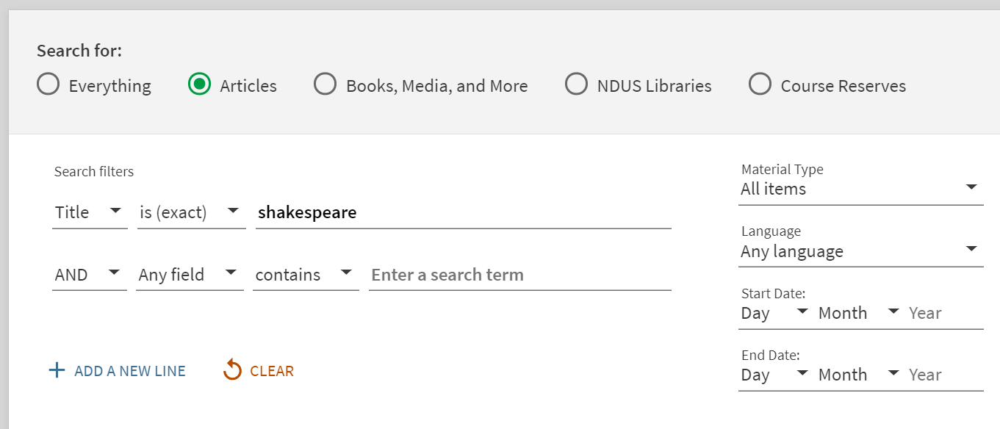 Search for:
Everything Articles Books, Media, and More NDUS Libraries Course Reserves
Search filters
Title is (exact) shakespeare
AND Any field contains Enter a search term
ADD A NEW LINE CLEAR
Material Type
All items
Language
Any language
Start Date:
Day Month Year
End Date:
Day Month Year